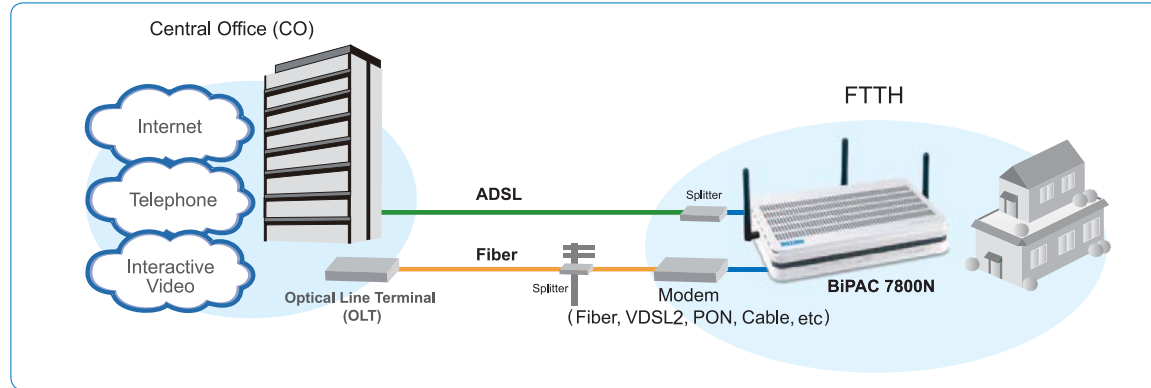 Central Office (CO)
Internet
Telephone
Interactive
Video
ADSL
Fiber
Optical Line Terminal
(OLT)
Splitter
Splitter
Modem
(Fiber, VDSL2, PON, Cable, etc)
FTTH
BiPAC 7800N